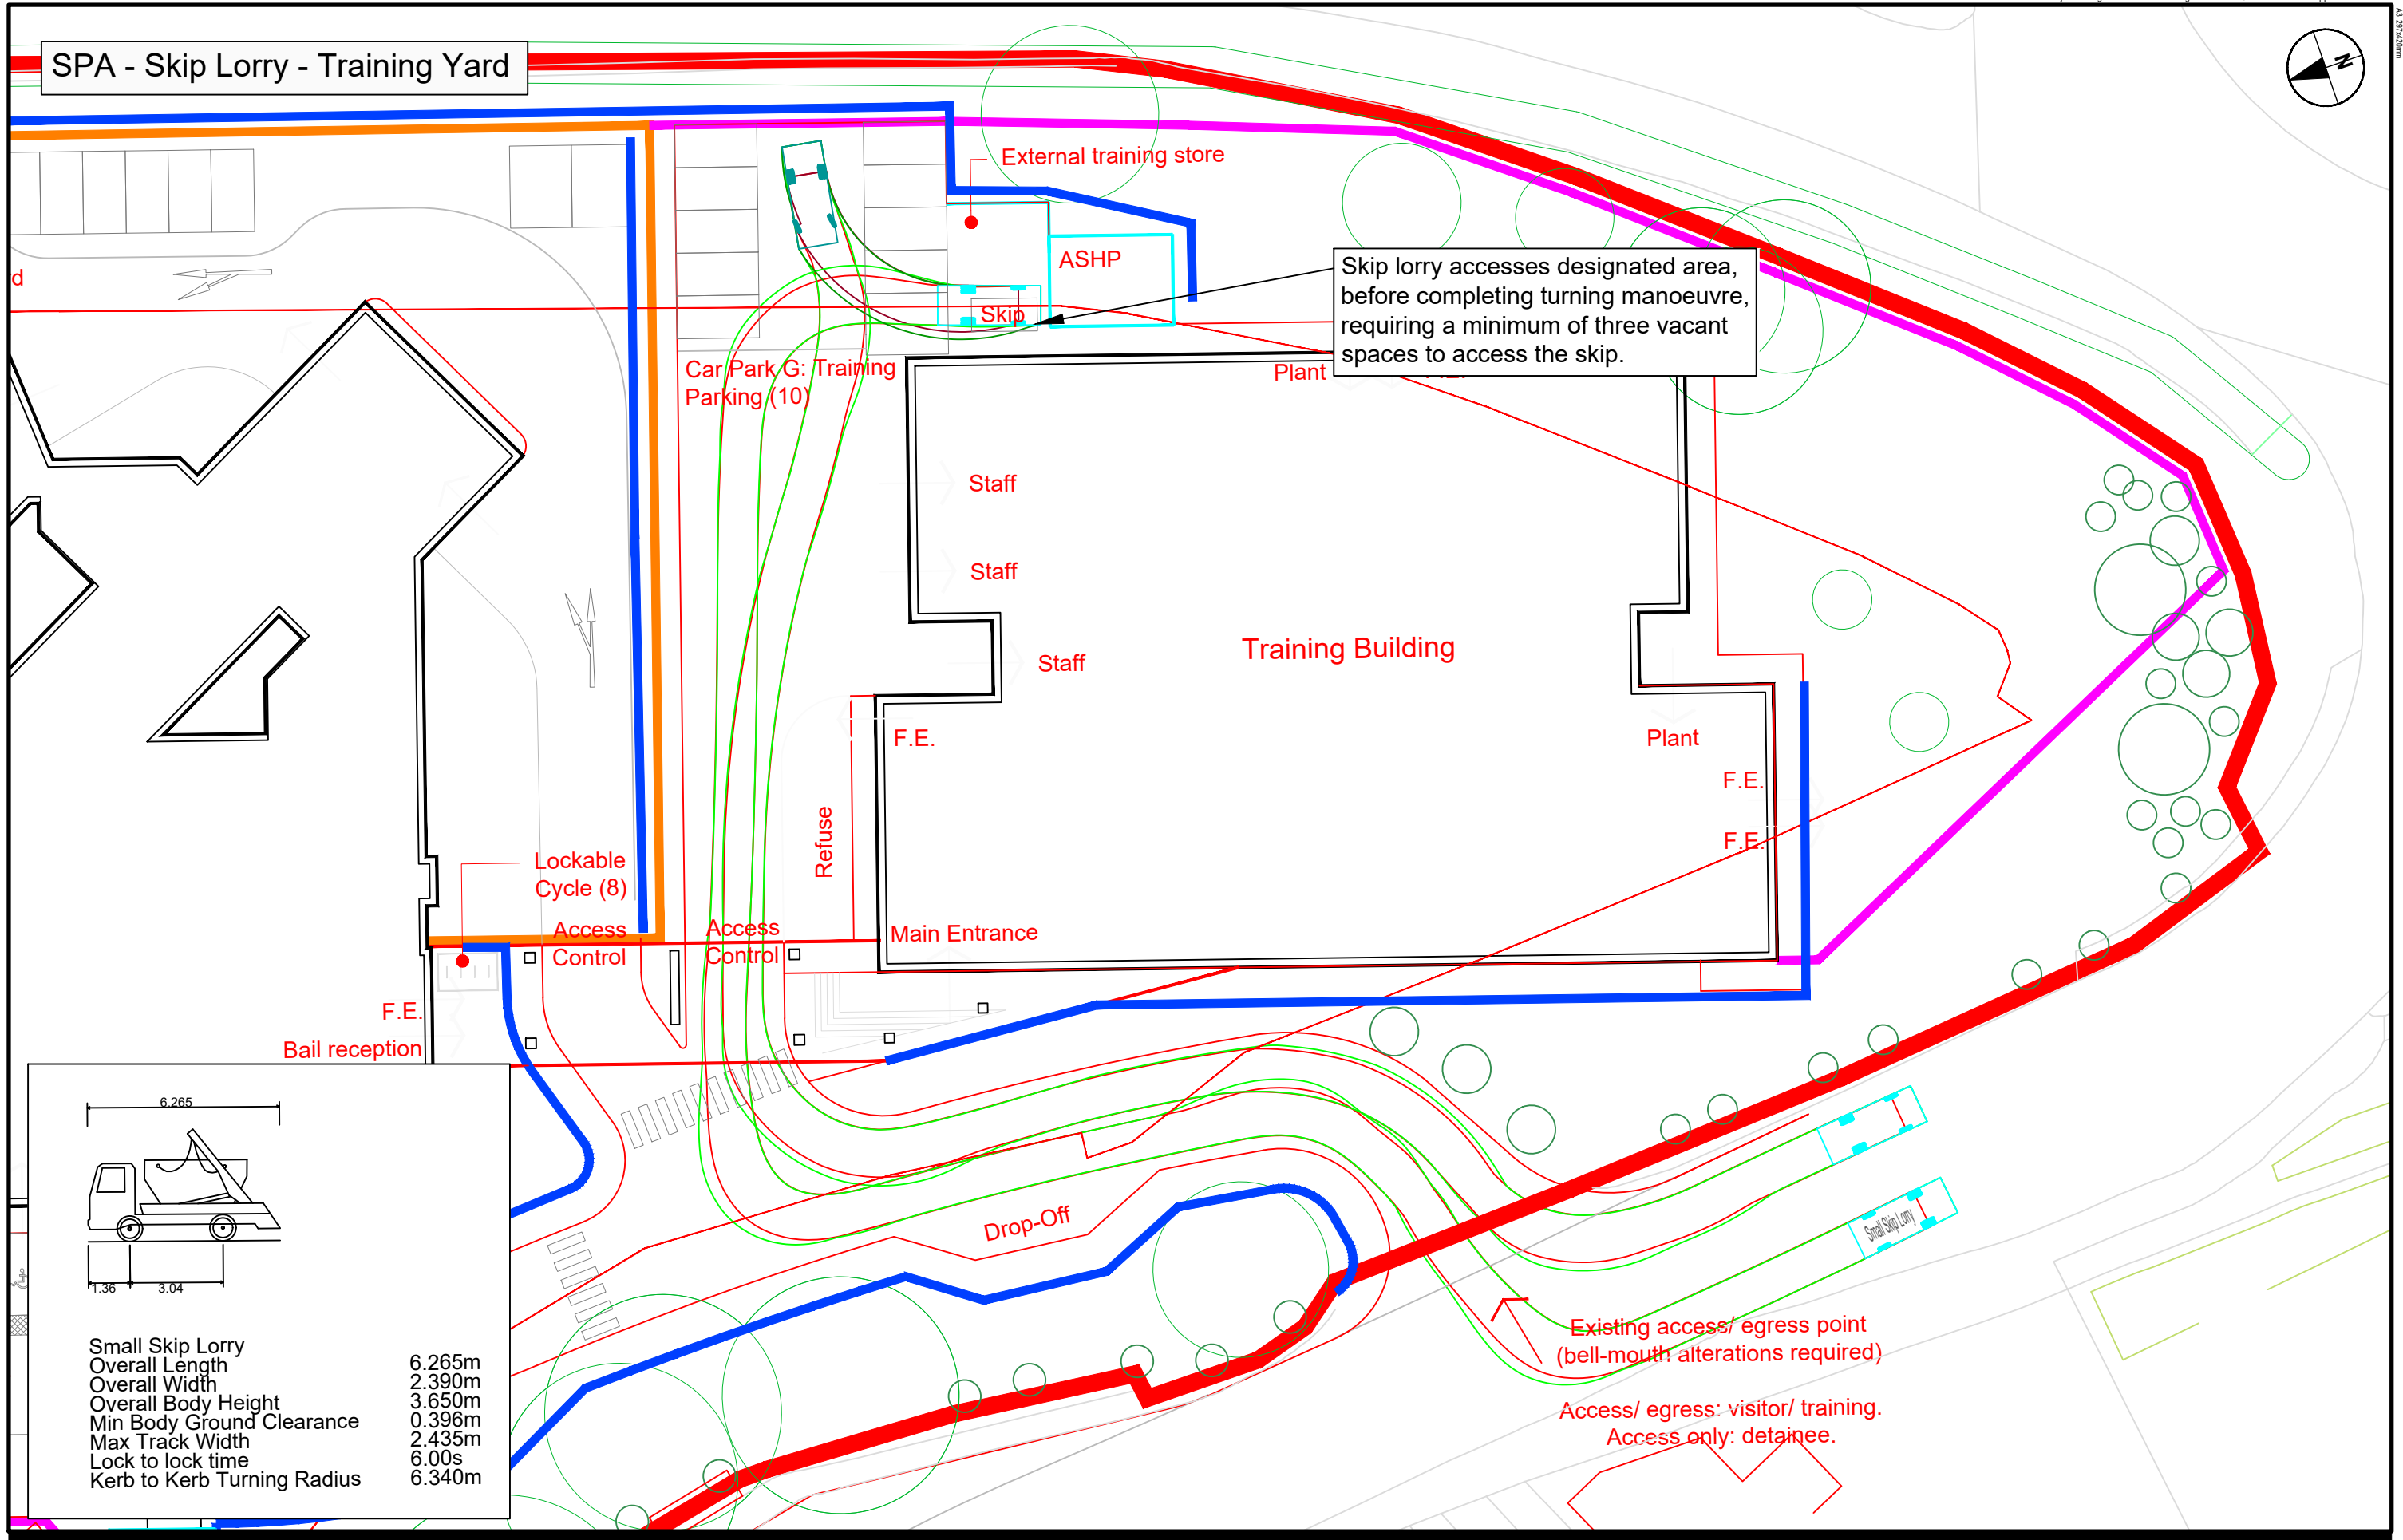 A3 297x420mm
SPA - Skip Lorry - Training Yard
N
External training store
ASHP
Skip lorry accesses designated area,
before completing turning manoeuvre,
requiring a minimum of three vacant
spaces to access the skip.
d
Skip
Car Park G: Training
Parking (10)
Plant
Staff
Staff
Staff
Training Building
F.E.
Plant
F.E.
F.E.
Refuse
Lockable
Cycle (8)
Access
Control
Access
Control
Main Entrance
F.E.
Bail reception
Drop-Off
Small Skip Lorry
Existing access/ egress point
(bell-mouth alterations required)
Access/ egress: visitor/ training.
Access only: detainee.
6.265
1.36
3.04
Small Skip Lorry
Overall Length 6.265m
Overall Width 2.390m
Overall Body Height 3.650m
Min Body Ground Clearance 0.396m
Max Track Width 2.435m
Lock to lock time 6.00s
Kerb to Kerb Turning Radius 6.340m